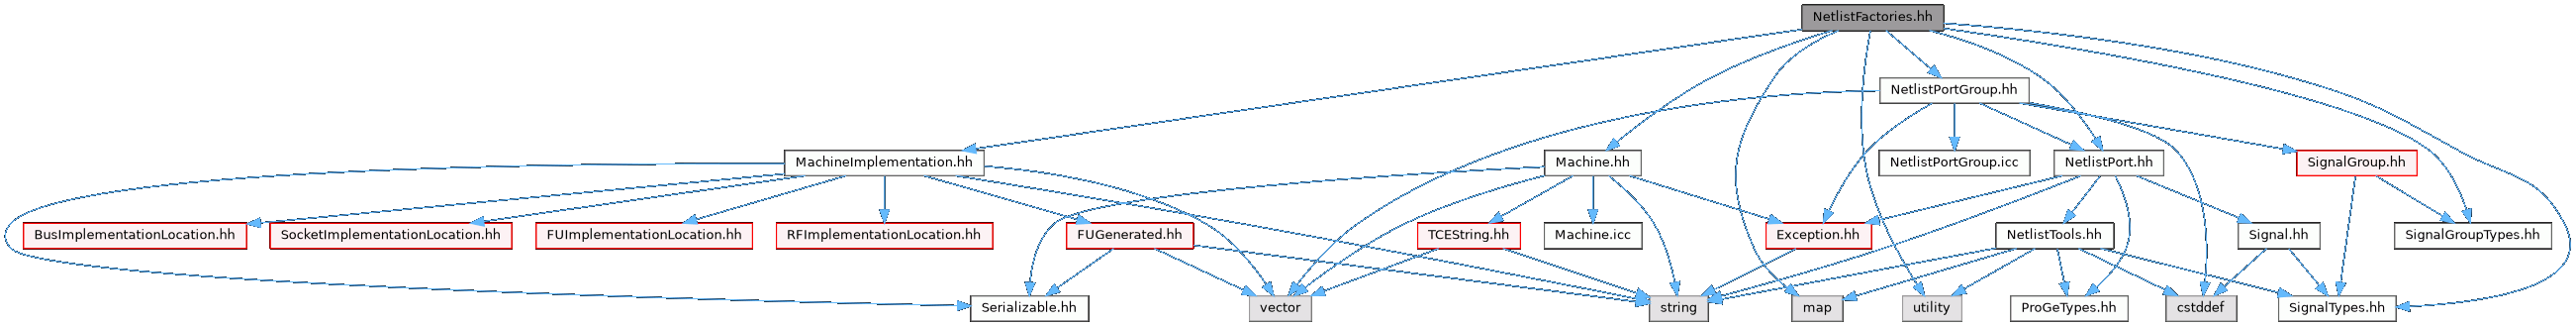 NetlistFactories.hh
NetlistPortGroup.hh
MachineImplementation.hh
Machine.hh
NetlistPortGroup.icc
NetlistPort.hh
SignalGroup.hh
BusImplementationLocation.hh
SocketImplementationLocation.hh
FUImplementationLocation.hh
RFImplementationLocation.hh
FUGenerated.hh
TCEString.hh
Machine.icc
Exception.hh
NetlistTools.hh
Signal.hh
SignalGroupTypes.hh
Serializable.hh
vector
string
map
utility
ProGeTypes.hh
cstddef
SignalTypes.hh